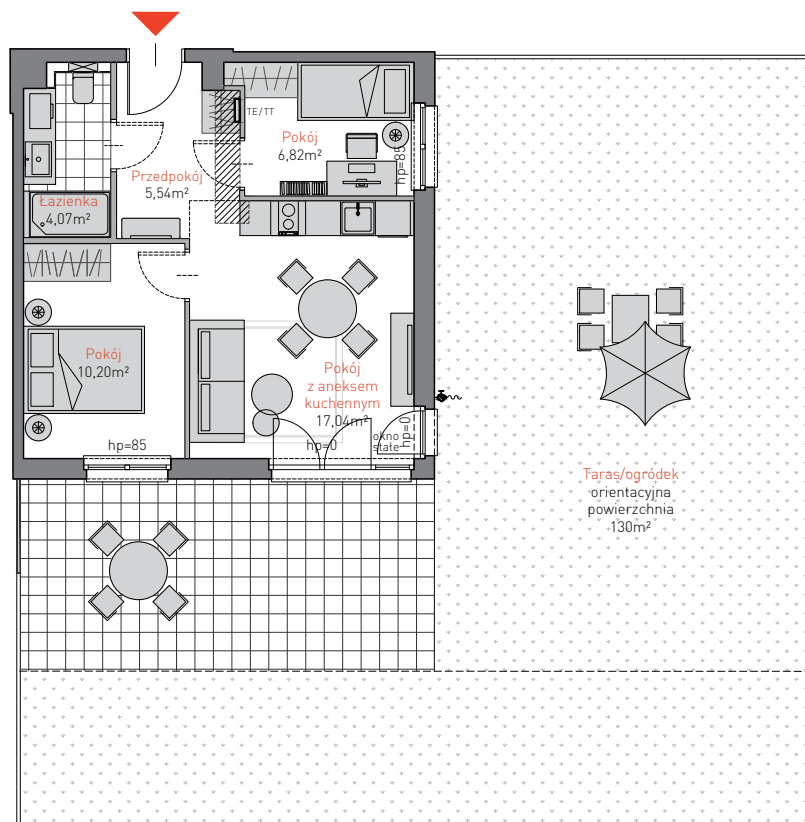 TE/TT
Pokój
6,82m²
hp=85
Przedpokój
5,54m²
Łazienka
4,07m²
Pokój
10,20m²
hp=85
Pokój
z aneksem
kuchennym
17,04m²
hp=0
okno
stałe
hp=0
Taras/ogródek
orientacyjna
powierzchnia
130m²